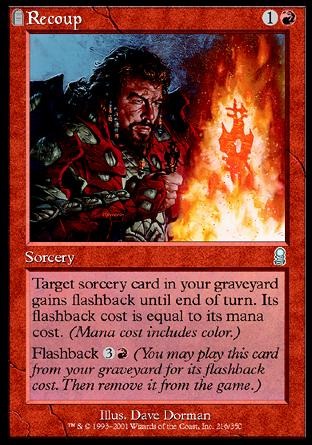 Recoup 1
Sorcery
Target sorcery card in your graveyard
gains flashback until end of turn. Its
flashback cost is equal to its mana
cost. (Mana cost includes color.)
Flashback 3 (You may play this card
from your graveyard for its flashback
cost. Then remove it from the game.)
Illus. Dave Dorman
™ & © 1993–2001 Wizards of the Coast, Inc. 216/350